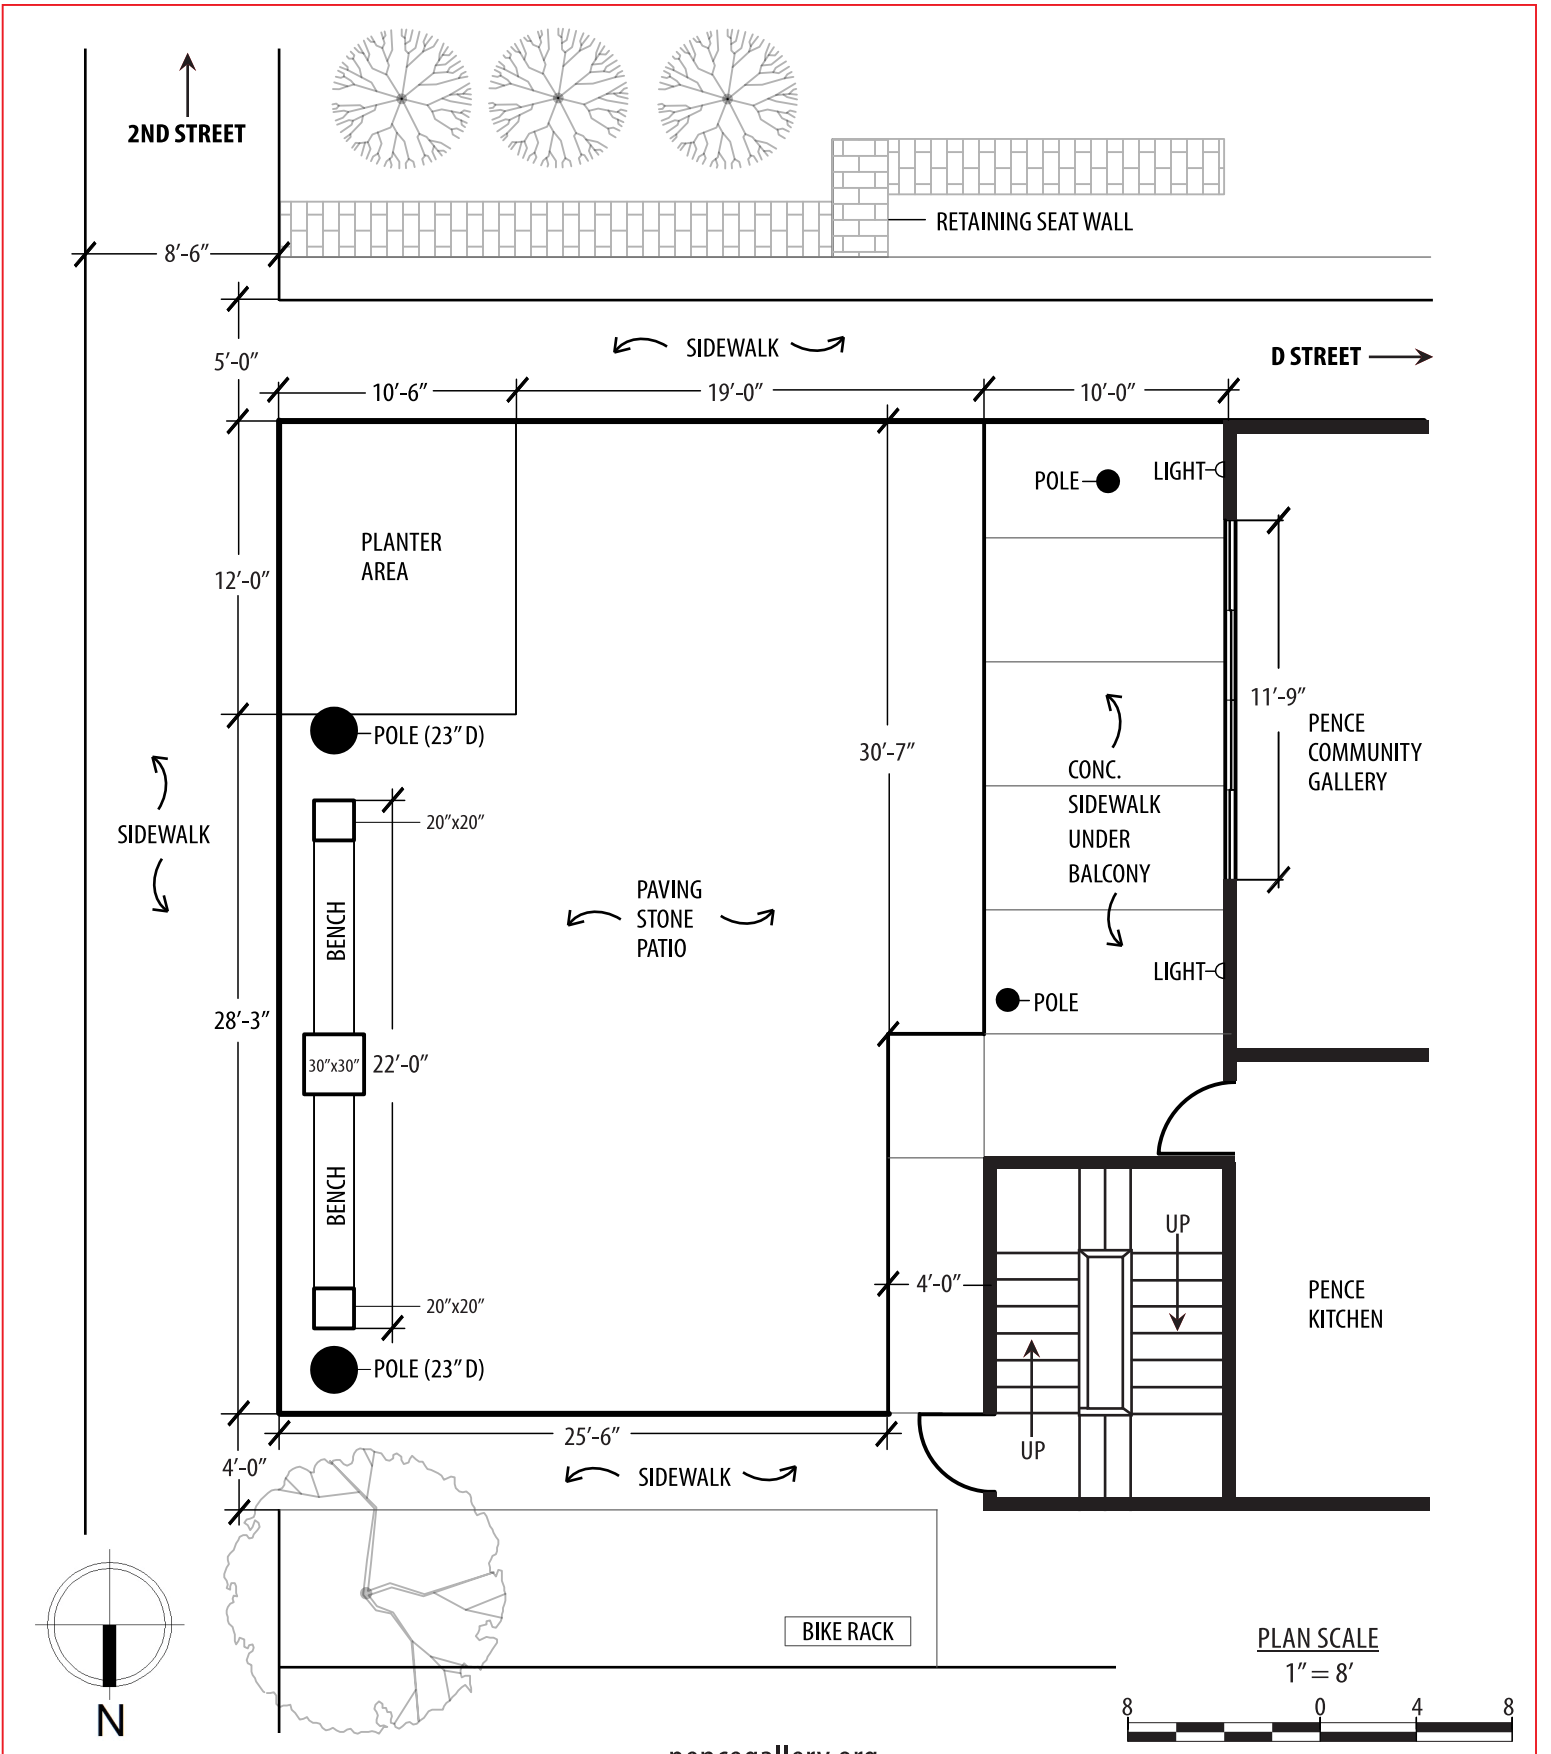 2ND STREET
RETAINING SEAT WALL
8'-6"
SIDEWALK
D STREET
5'-0"
10'-6"
19'-0"
10'-0"
POLE
LIGHT
PLANTER
AREA
12'-0"
11'-9"
POLE (23" D)
30'-7"
PENCE
COMMUNITY
GALLERY
CONC.
SIDEWALK
UNDER
BALCONY
SIDEWALK
20"x20"
BENCH
PAVING
STONE
PATIO
LIGHT
POLE
28'-3"
30"x30"
22'-0"
BENCH
UP
4'-0"
PENCE
KITCHEN
20"x20"
POLE (23" D)
25'-6"
UP
4'-0"
SIDEWALK
BIKE RACK
PLAN SCALE
1" = 8'
N
8 0 4 8
pencegallery.org